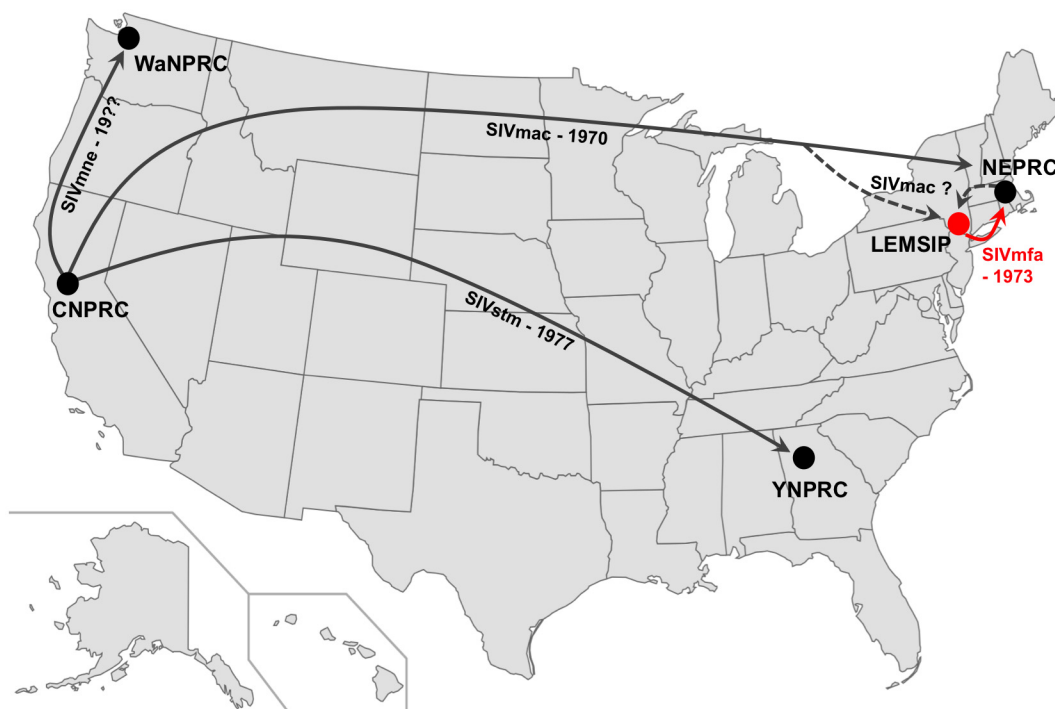 WaNPRC
SIVmne - 19??
SIVmac - 1970
NEPRC
SIVmac ?
LEMSIP
SIVmfa
- 1973
CNPRC
SIVstm - 1977
YNPRC